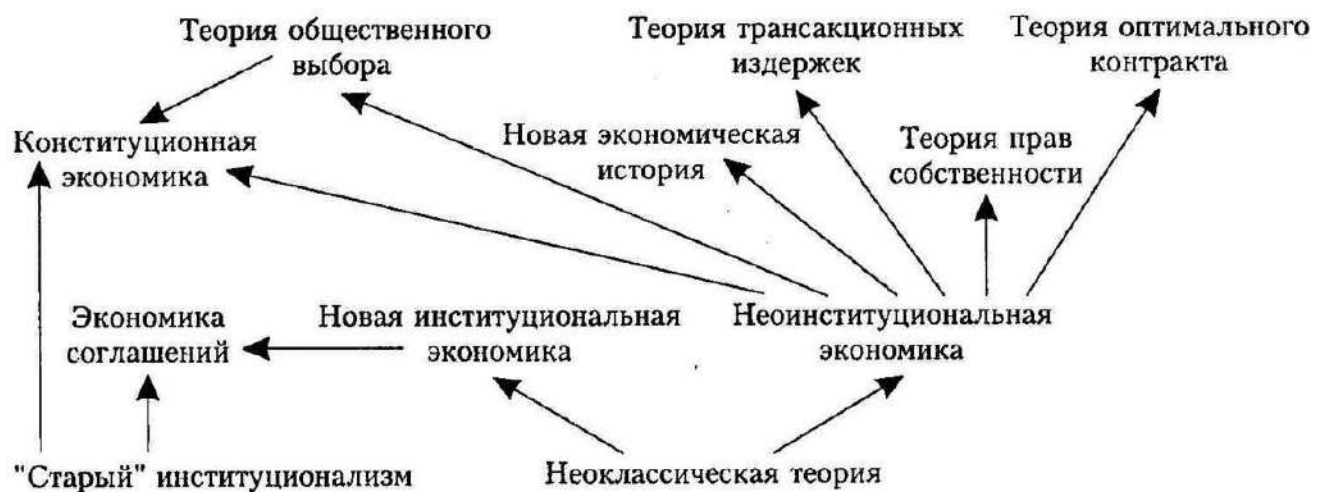 Теория общественного
выбора
Теория трансакционных
издержек
Теория оптимального
контракта
Конституционная
экономика
Новая экономическая
история
Теория прав
собственности
Экономика
соглашений
Новая институциональная
экономика
Неоинституциональная
экономика
"Старый" институционализм
Неоклассическая теория